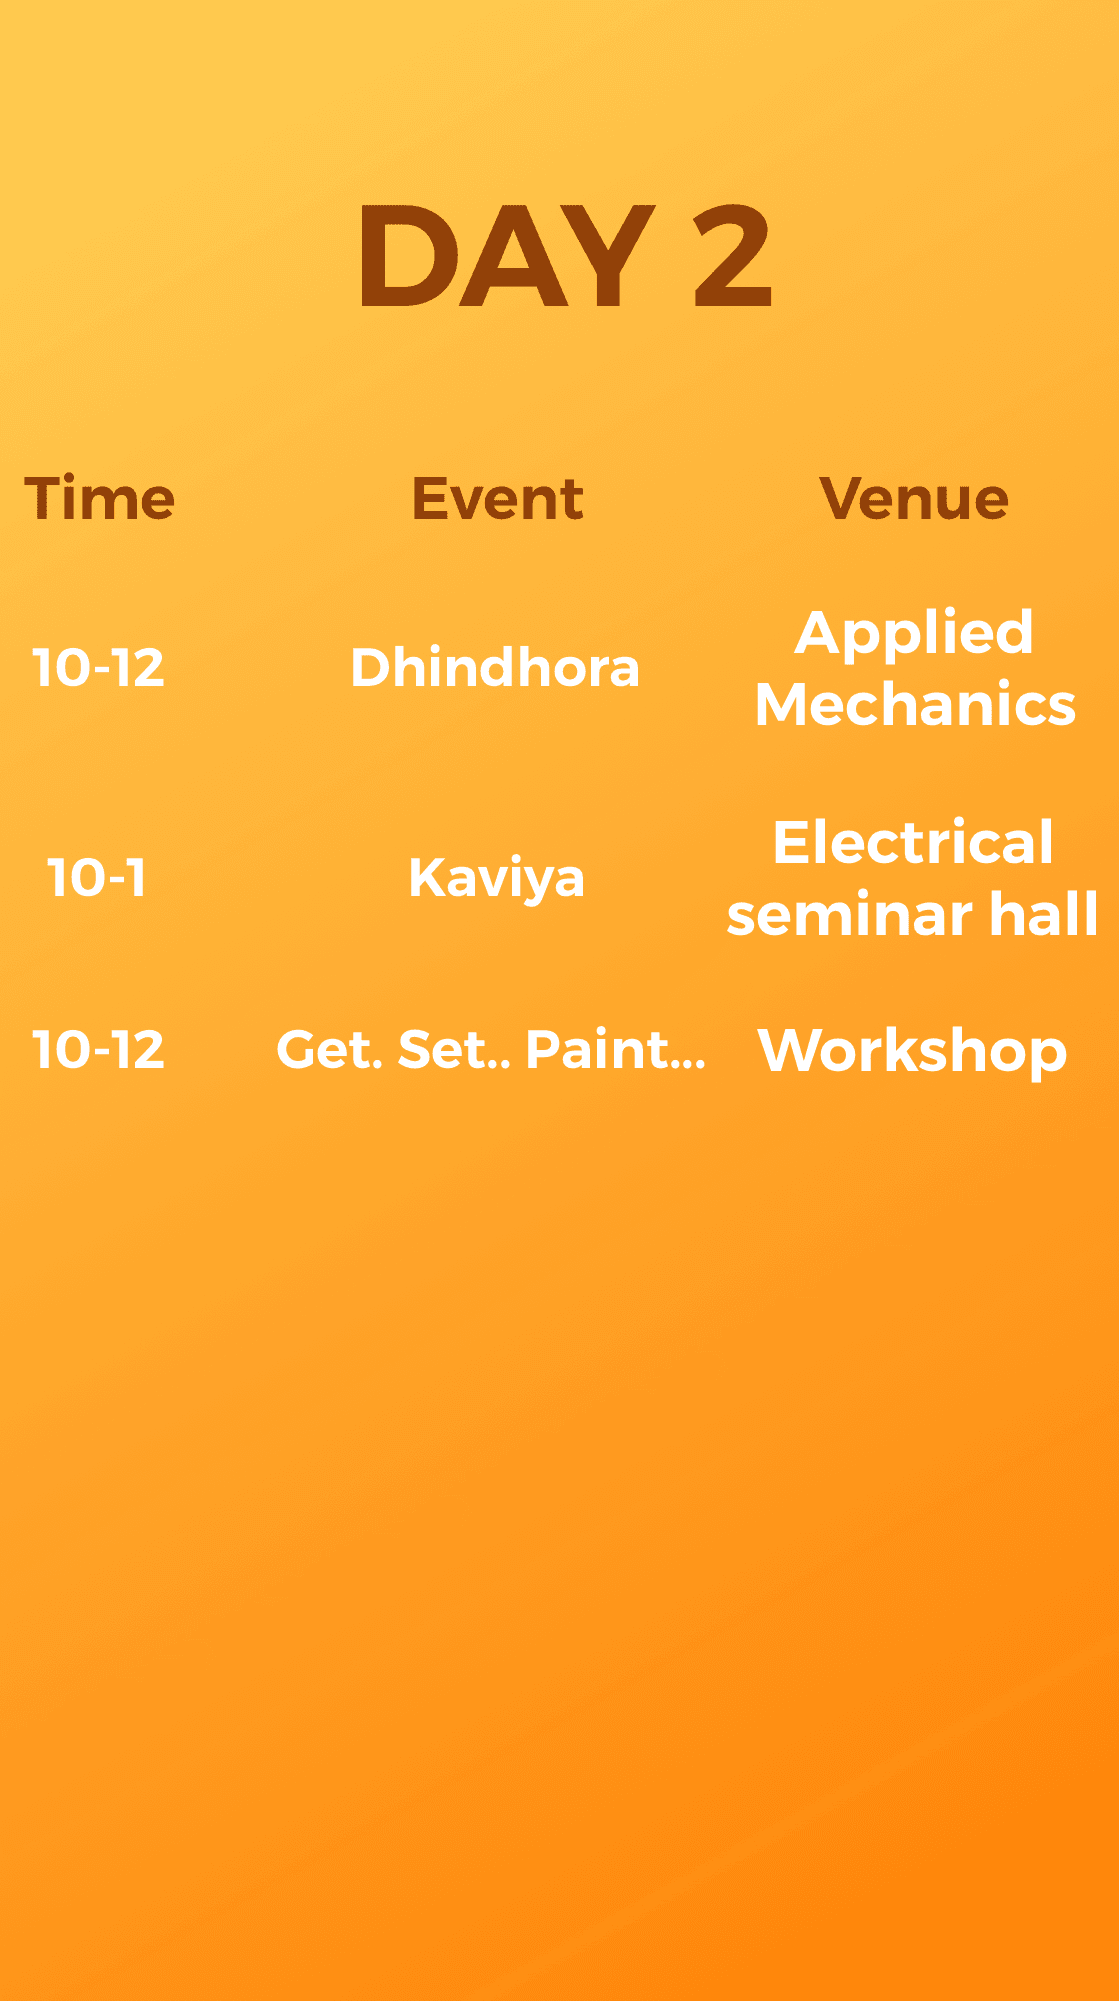 DAY 2
Time Event Venue
10-12 Dhindhora Applied
Mechanics
10-1 Kaviya Electrical
seminar hall
10-12 Get. Set.. Paint... Workshop